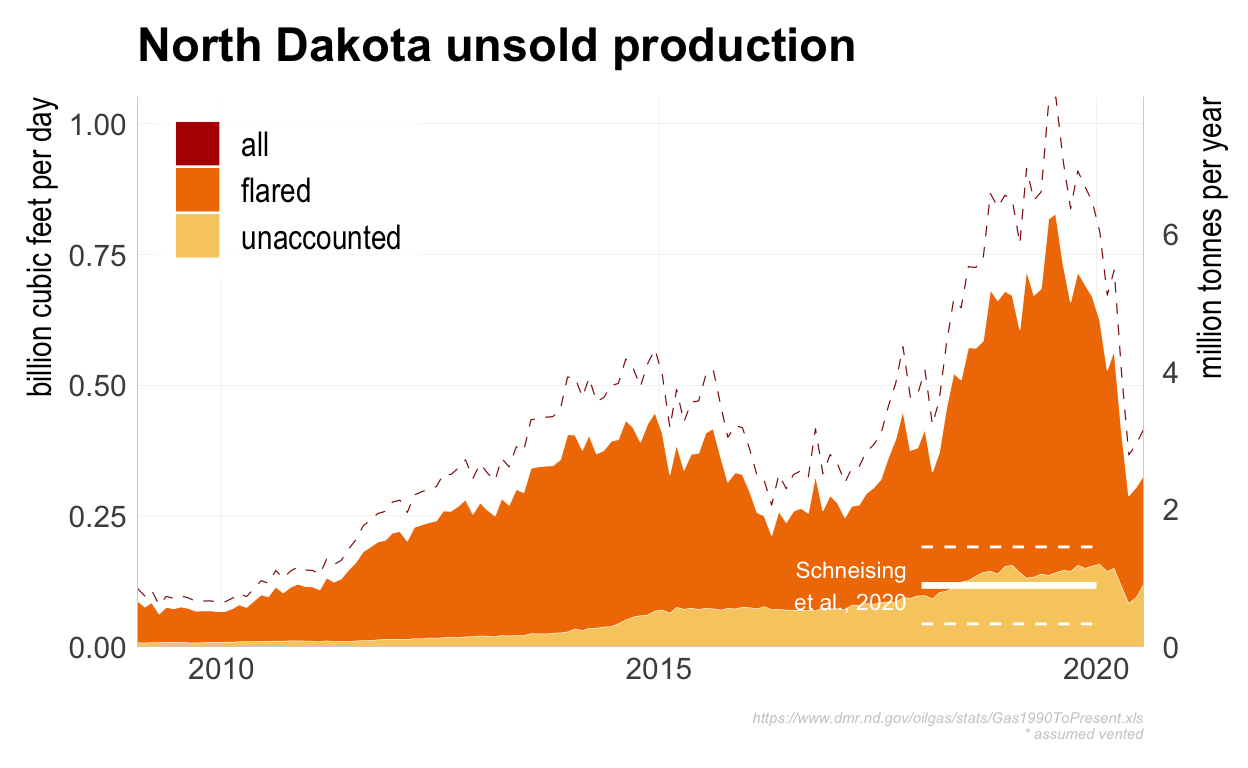 North Dakota unsold production
billion cubic feet per day
million tonnes per year
1.00
0.75
0.50
0.25
0.00
all
flared
unaccounted
6
4
2
0
Schneising
et al., 2020
2010
2015
2020
https://www.dmr.nd.gov/oilgas/stats/Gas1990ToPresent.xls
* assumed vented